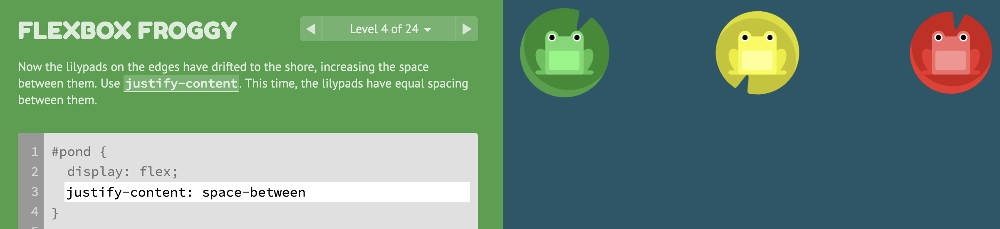 FLEXBOX FROGGY
Level 4 of 24
Now the lilypads on the edges have drifted to the shore, increasing the space
between them. Use justify-content. This time, the lilypads have equal spacing
between them.
1 #pond {
2 display: flex;
3 justify-content: space-between
4 }